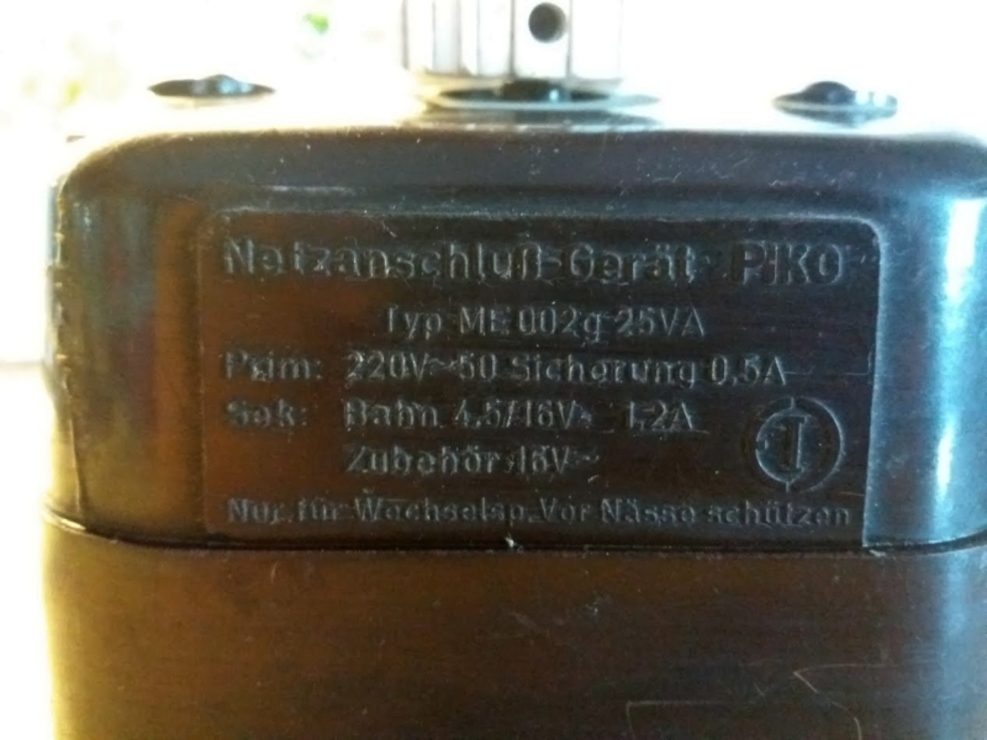 Netzanschluß-Gerät PIKO
Typ ME 002g 25VA
Prim: 220V~50 Sicherung 0,5A
Sek: Bahn 4,5/16V= 1,2A
Zubehör 16V~
Nur für Wechselsp. Vor Nässe schützen